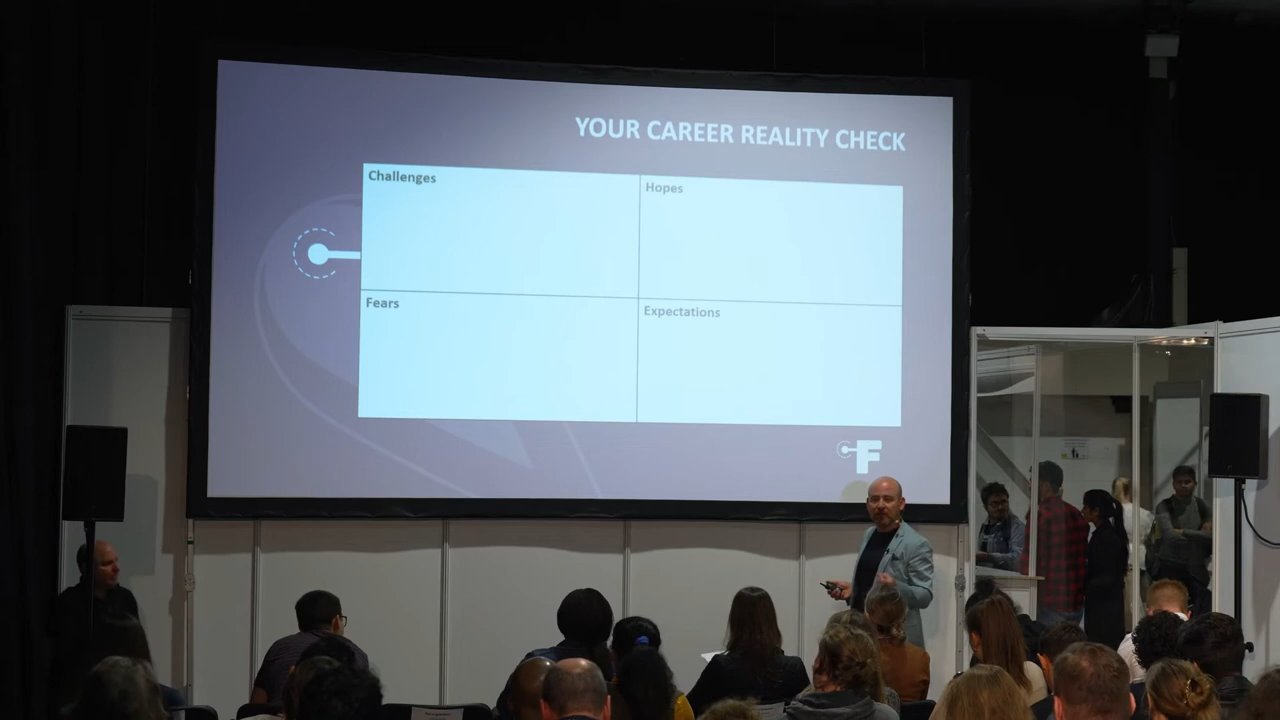 YOUR CAREER REALITY CHECK
Challenges
Hopes
Fears
Expectations
F